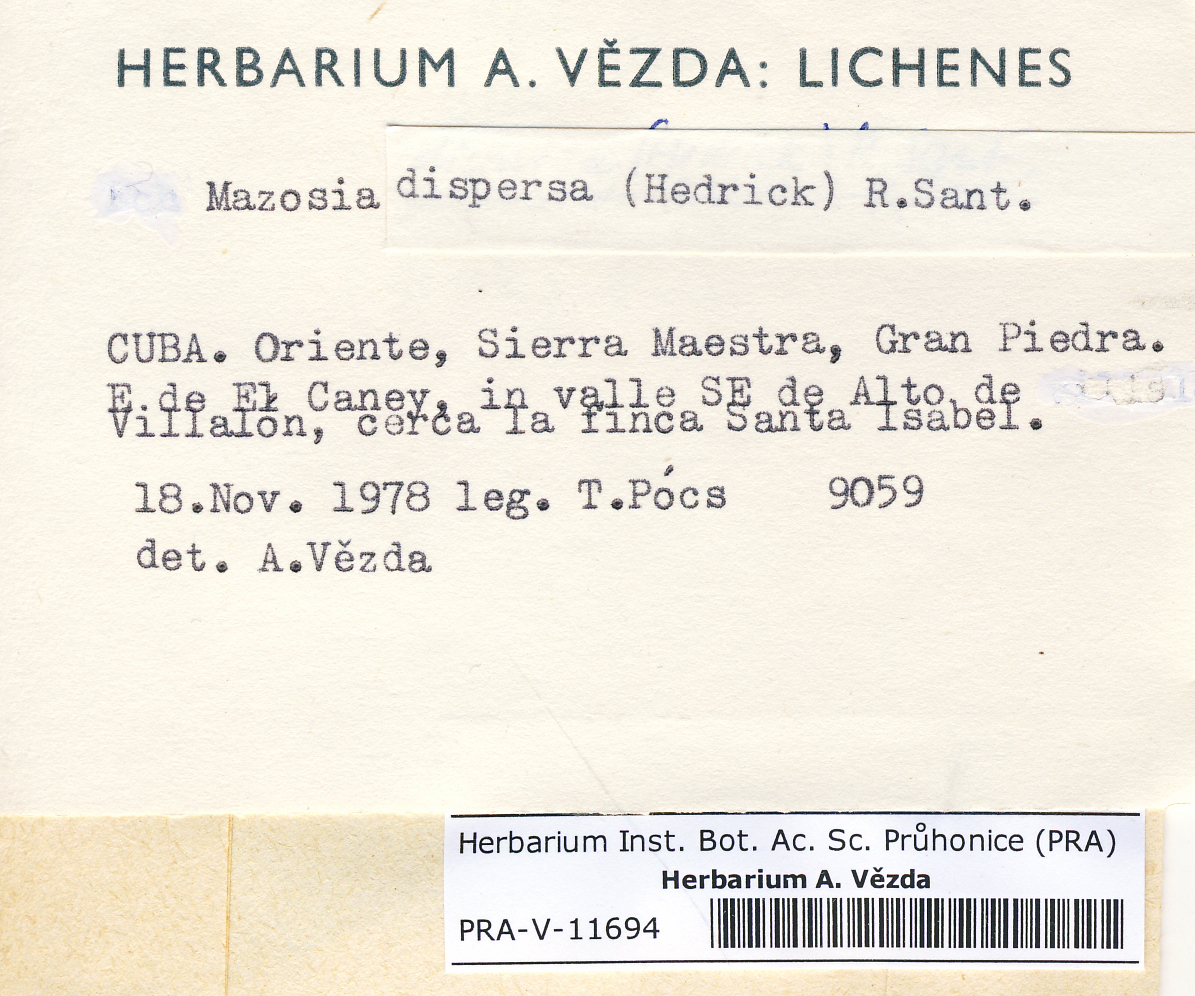 HERBARIUM A. VĚZDA: LICHENES
Mazosia dispersa (Hedrick) R.Sant.
CUBA. Oriente, Sierra Maestra, Gran Piedra.
E de El Caney, in valle SE de Alto de
Villalón, cerca la finca Santa Isabel.
18.Nov. 1978 leg. T.Pócs 9059
det. A.Vězda
Herbarium Inst. Bot. Ac. Sc. Průhonice (PRA)
Herbarium A. Vězda
PRA-V-11694